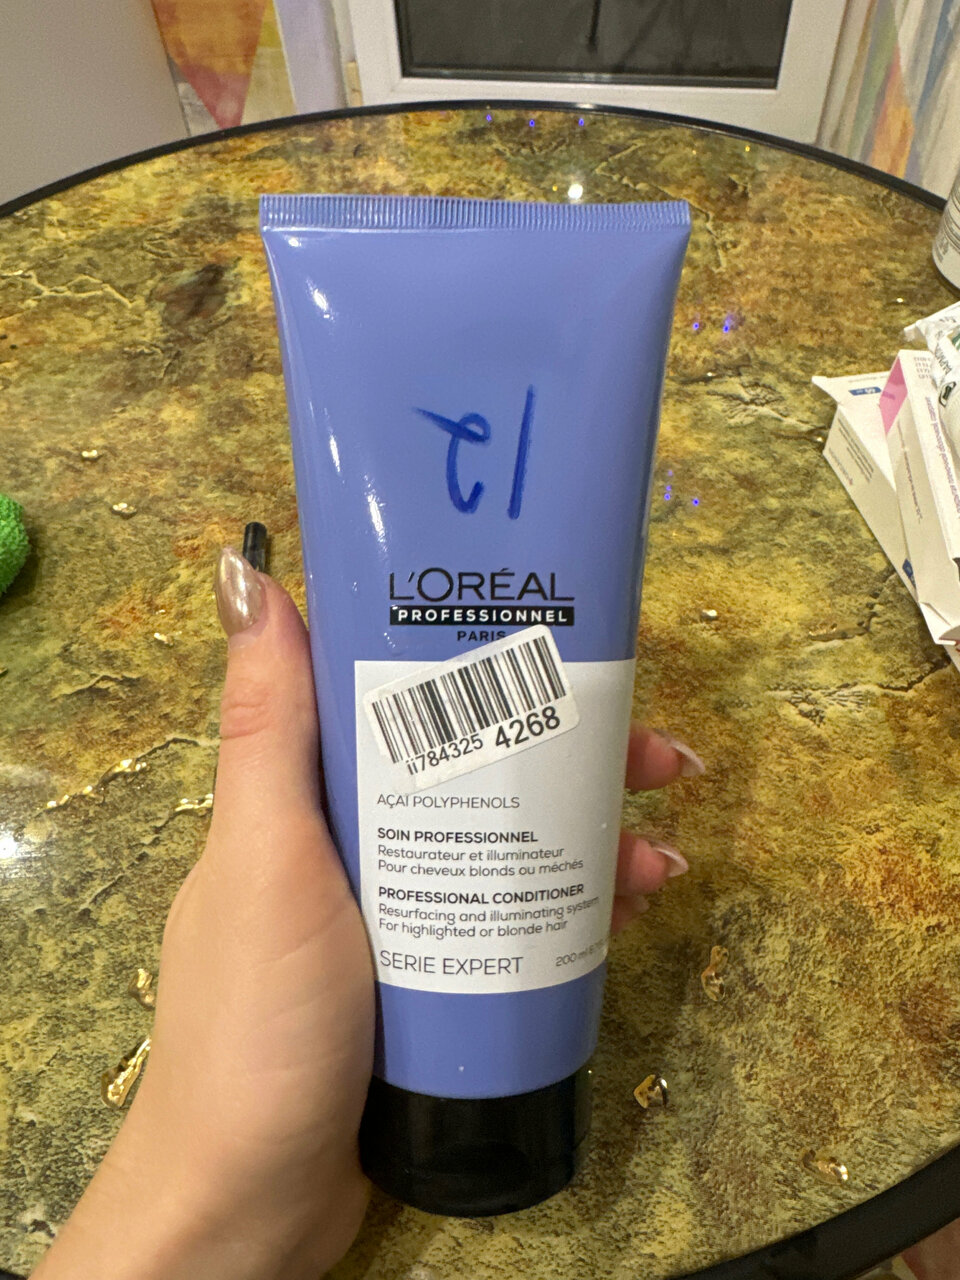 L'ORÉAL
PROFESSIONNEL
PARIS
ii784325 4268
AÇAI POLYPHENOLS
SOIN PROFESSIONNEL
Restaurateur et illuminateur
Pour cheveux blonds ou méchés
PROFESSIONAL CONDITIONER
Resurfacing and illuminating system
For highlighted or blonde hair
SERIE EXPERT
200 ml